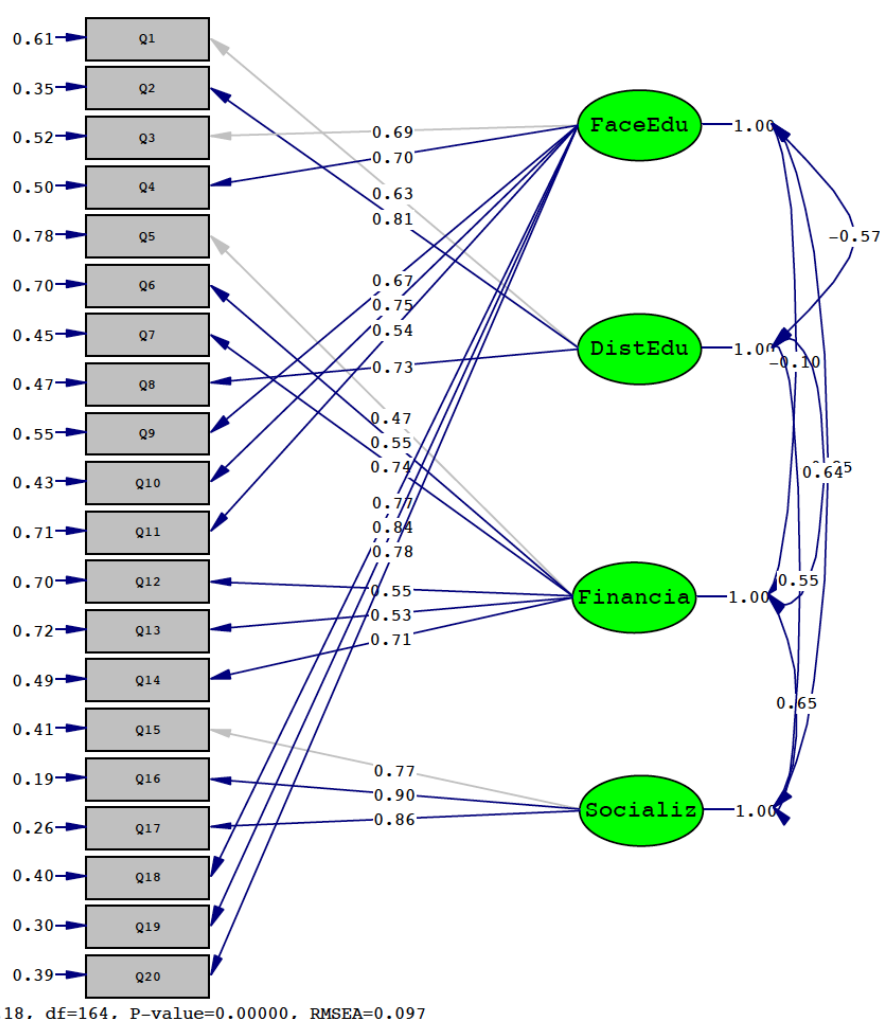 0.61 Q1
0.35 Q2
FaceEdu 1.00
0.52 Q3 0.69
0.70
0.50 Q4
0.63
0.81
0.78 Q5 -0.57
0.67
0.70 Q6
0.75
0.54
0.45 Q7
DistEdu 1.00
-0.10
0.73
0.47 Q8
0.47
0.55 Q9
0.55
0.74
0.64
0.43 Q10
0.77
0.84
0.71 Q11
0.78
0.70 Q12 0.55 0.55
Financia 1.00
0.53
0.72 Q13
0.71
0.49 Q14
0.65
0.41 Q15
0.77
0.19 Q16
0.90
Socializ 1.00
0.86
0.26 Q17
0.40 Q18
0.30 Q19
0.39 Q20
.18, df=164, P-value=0.00000, RMSEA=0.097